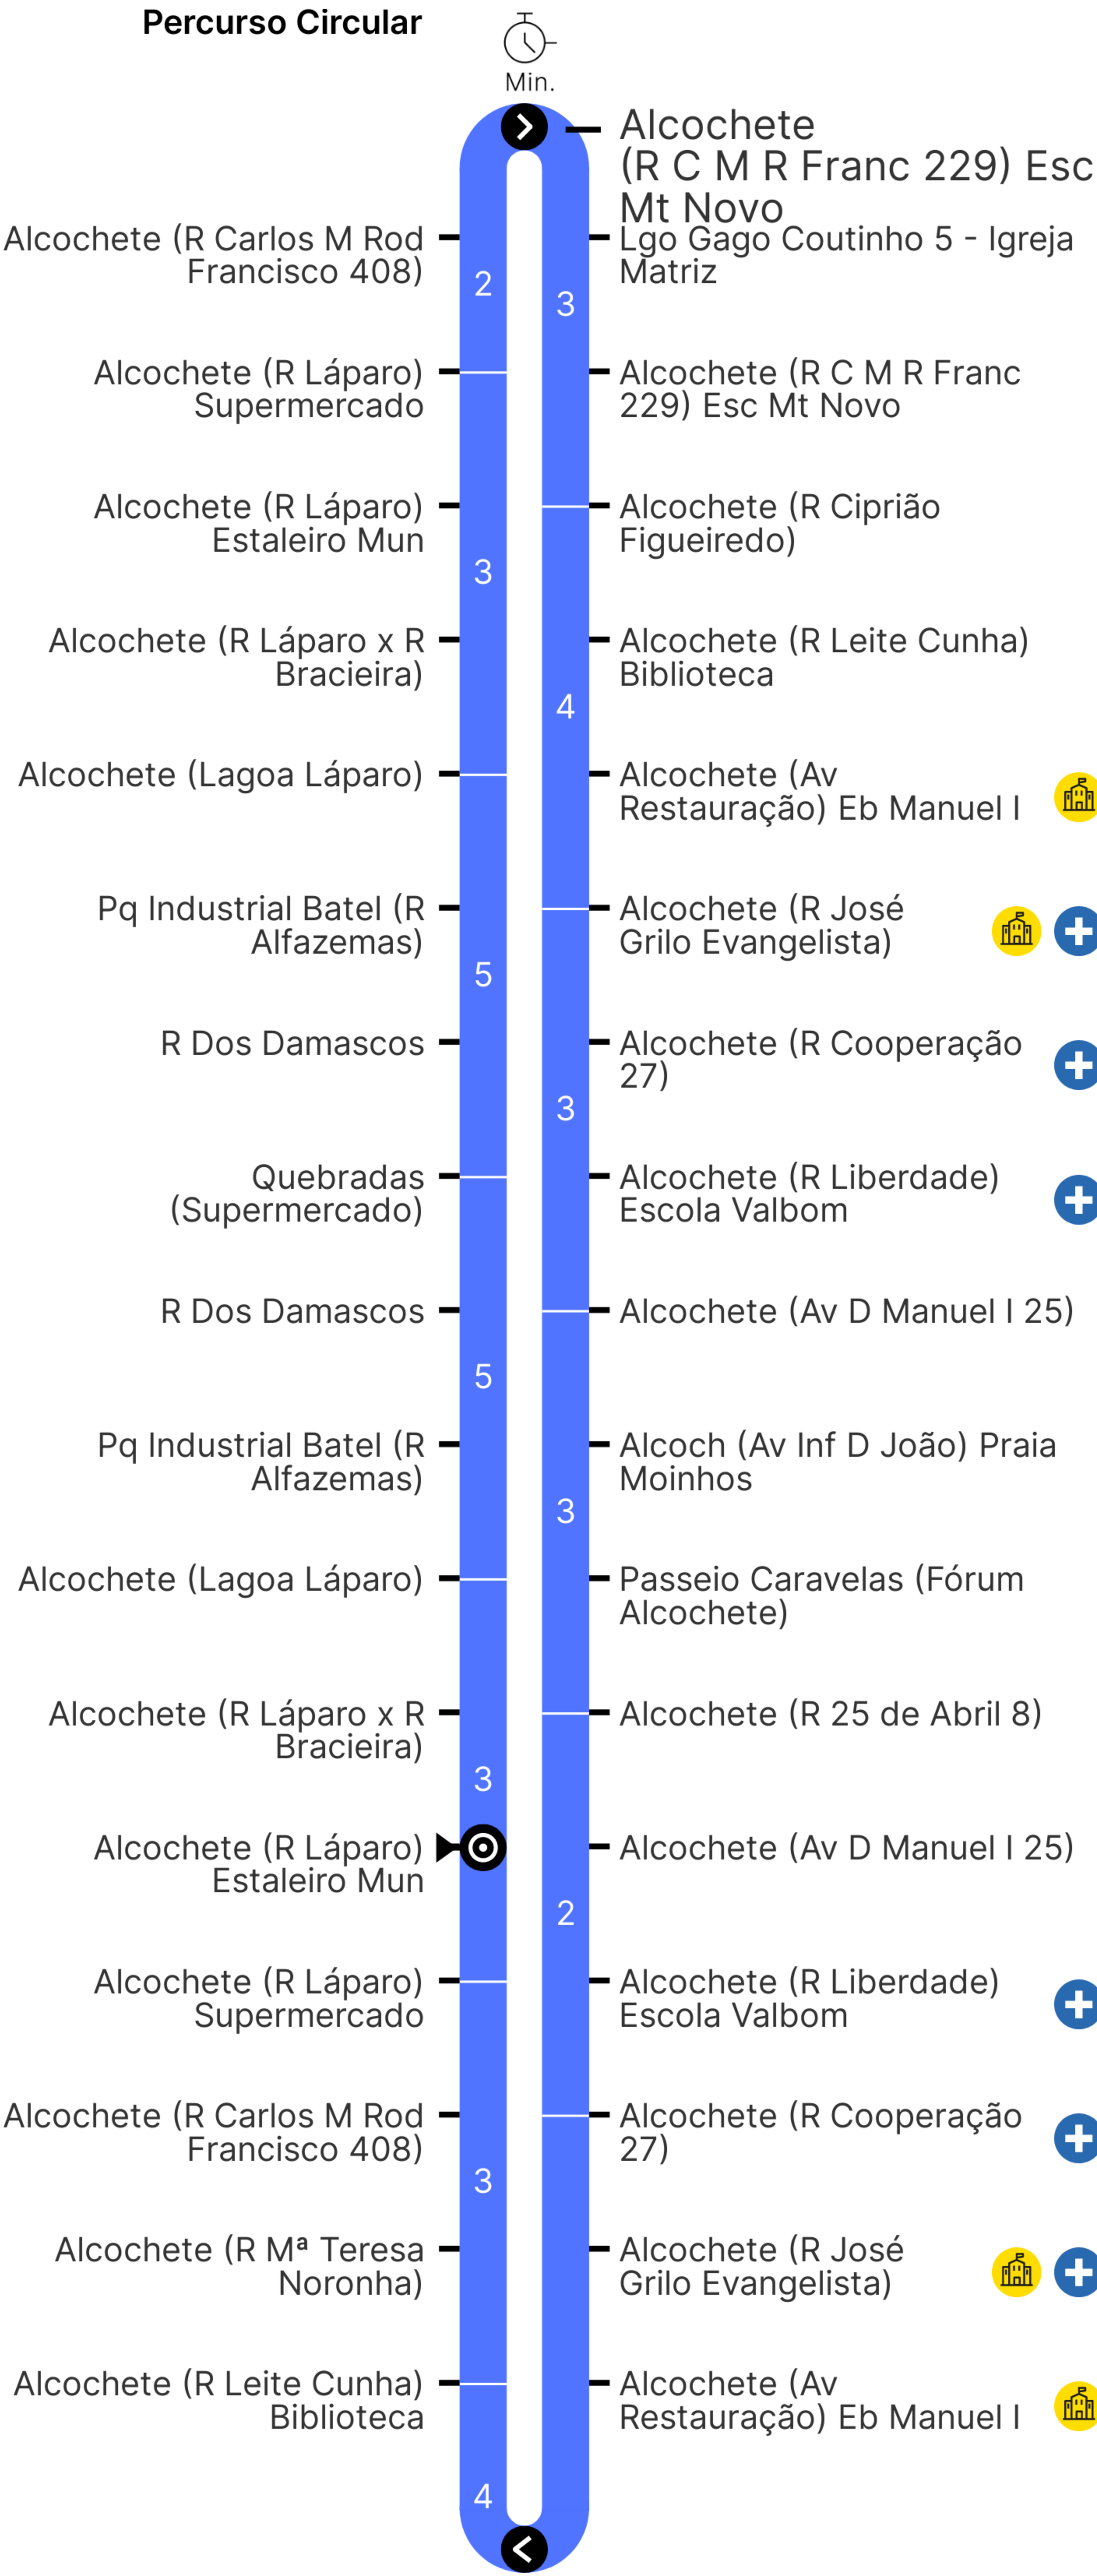 Percurso Circular
Min.
Alcochete
(R C M R Franc 229) Esc
Mt Novo
Lgo Gago Coutinho 5 - Igreja
Matriz
3
Alcochete (R C M R Franc
229) Esc Mt Novo
Alcochete (R Ciprião
Figueiredo)
Alcochete (R Leite Cunha)
Biblioteca
4
Alcochete (Av
Restauração) Eb Manuel I
Alcochete (R José
Grilo Evangelista)
Alcochete (R Cooperação
27)
3
Alcochete (R Liberdade)
Escola Valbom
Alcochete (Av D Manuel I 25)
Alcoch (Av Inf D João) Praia
Moinhos
3
Passeio Caravelas (Fórum
Alcochete)
Alcochete (R 25 de Abril 8)
Alcochete (Av D Manuel I 25)
2
Alcochete (R Liberdade)
Escola Valbom
Alcochete (R Cooperação
27)
Alcochete (R José
Grilo Evangelista)
Alcochete (Av
Restauração) Eb Manuel I
Alcochete (R Carlos M Rod
Francisco 408)
2
Alcochete (R Láparo)
Supermercado
Alcochete (R Láparo)
Estaleiro Mun
3
Alcochete (R Láparo x R
Bracieira)
Alcochete (Lagoa Láparo)
Pq Industrial Batel (R
Alfazemas)
5
R Dos Damascos
Quebradas
(Supermercado)
R Dos Damascos
5
Pq Industrial Batel (R
Alfazemas)
Alcochete (Lagoa Láparo)
Alcochete (R Láparo x R
Bracieira)
3
Alcochete (R Láparo)
Estaleiro Mun
Alcochete (R Láparo)
Supermercado
Alcochete (R Carlos M Rod
Francisco 408)
3
Alcochete (R Mª Teresa
Noronha)
Alcochete (R Leite Cunha)
Biblioteca
4